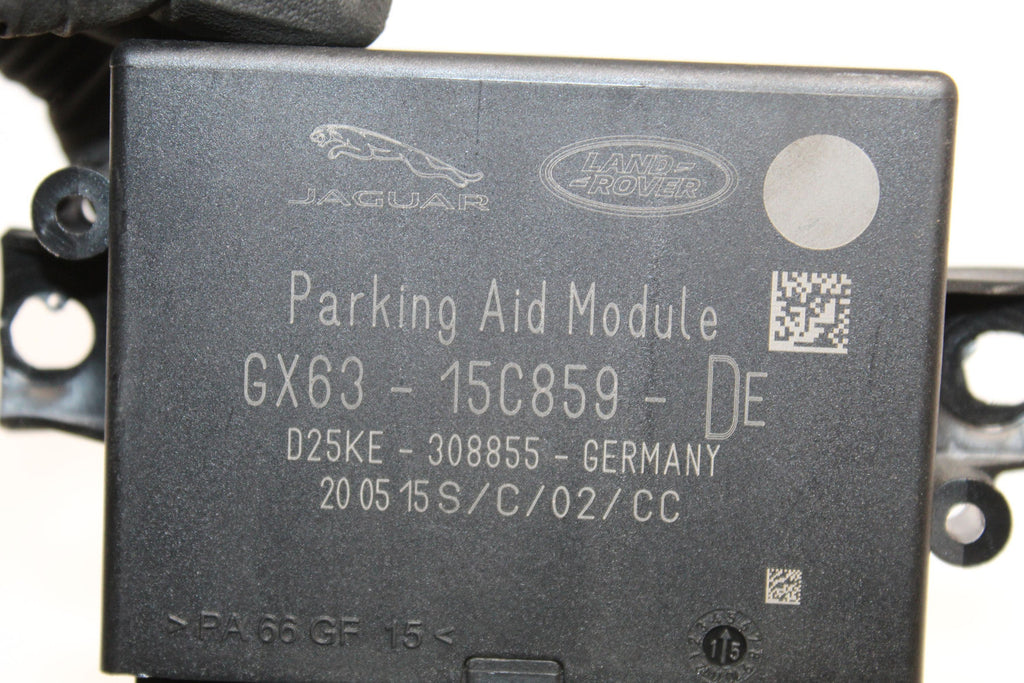 JAGUAR
LAND-
-ROVER
Parking Aid Module
GX63 - 15C859 - DE
D25KE - 308855 - GERMANY
20 05 15 S/C/02/CC
>PA 66 GF 15<
15